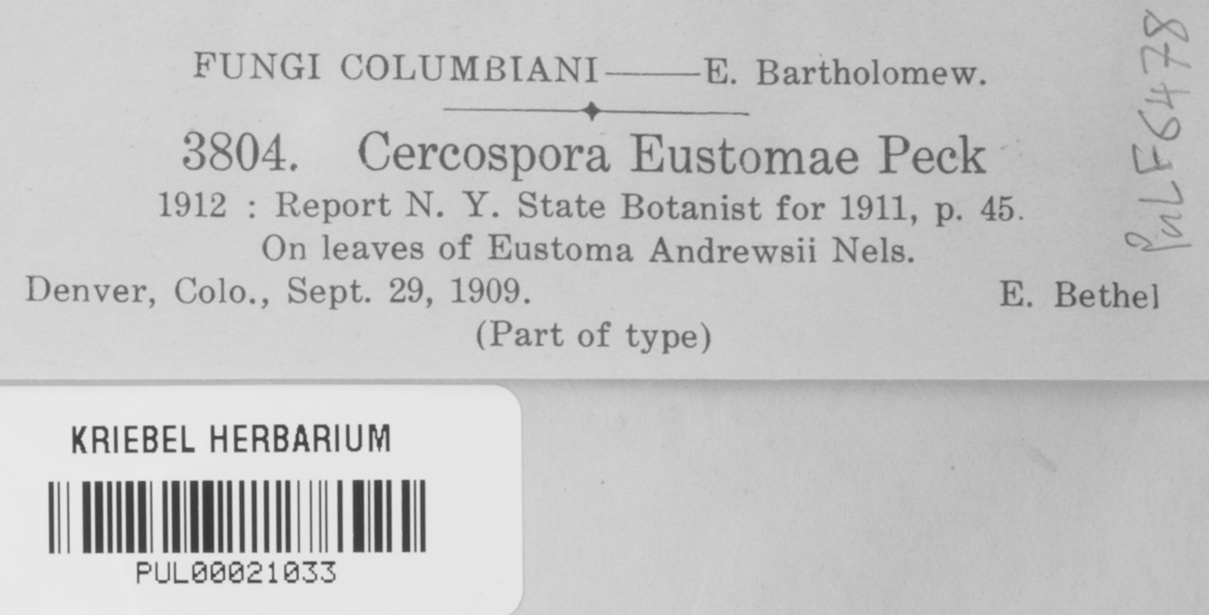 FUNGI COLUMBIANI——E. Bartholomew.
3804. Cercospora Eustomae Peck
1912 : Report N. Y. State Botanist for 1911, p. 45.
On leaves of Eustoma Andrewsii Nels.
Denver, Colo., Sept. 29, 1909. E. Bethel
(Part of type)
PuLF6478
KRIEBEL HERBARIUM
PUL00021033